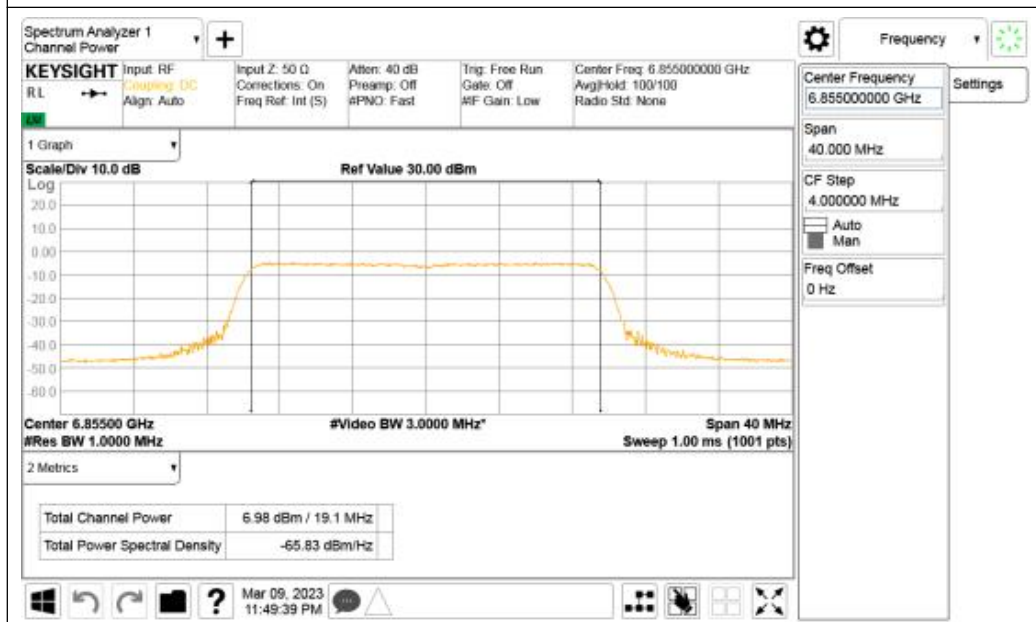 Spectrum Analyzer 1
Channel Power
Frequency
KEYSIGHT
RL
Input: RF
Coupling: DC
Align: Auto
Input Z: 50 Ω
Corrections: On
Freq Ref: Int (S)
Atten: 40 dB
Preamp: Off
#PNO: Fast
Trig: Free Run
Gate: Off
#IF Gain: Low
Center Freq: 6.855000000 GHz
Avg|Hold: 100/100
Radio Std: None
Center Frequency
6.855000000 GHz
Settings
Span
40.000 MHz
CF Step
4.000000 MHz
Auto
Man
Freq Offset
0 Hz
1 Graph
Scale/Div 10.0 dB
Ref Value 30.00 dBm
Log
20.0
10.0
0.00
-10.0
-20.0
-30.0
-40.0
-50.0
-60.0
Center 6.85500 GHz
#Video BW 3.0000 MHz*
Span 40 MHz
#Res BW 1.0000 MHz
Sweep 1.00 ms (1001 pts)
2 Metrics
Total Channel Power 6.98 dBm / 19.1 MHz
Total Power Spectral Density -65.83 dBm/Hz
?
Mar 09, 2023
11:49:39 PM